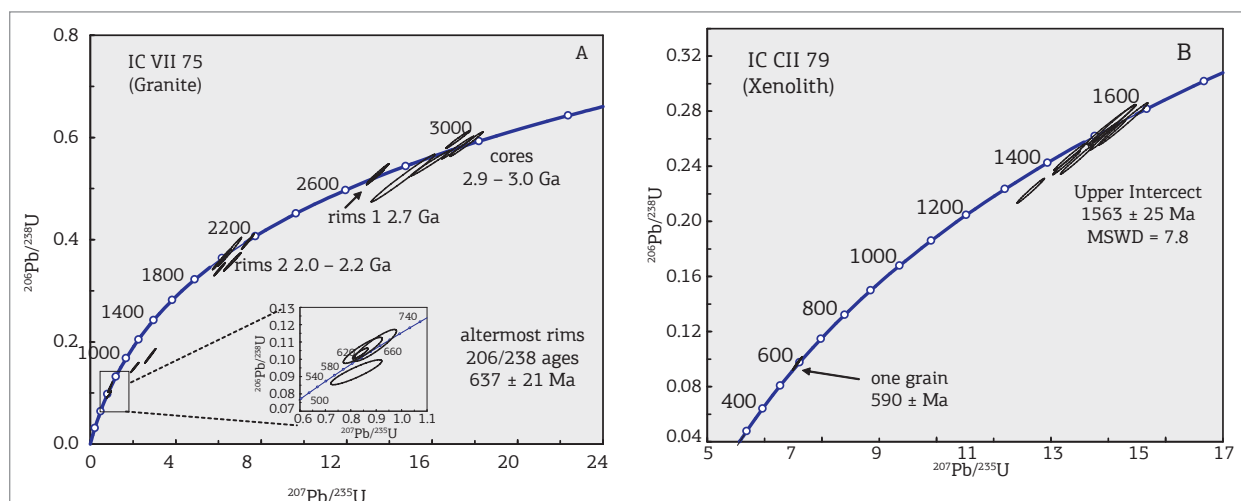 A
IC VII 75
(Granite)
0.8
0.6
0.4
0.2
0.0
206Pb/238U
3000
cores
2.9 – 3.0 Ga
2600
rims 1 2.7 Ga
2200
rims 2 2.0 – 2.2 Ga
1800
1400
1000
0.13
0.11
0.10
0.09
0.08
0.07
206Pb/238U
740
620
660
580
540
500
0.6
0.7
0.8
0.9
1.0
1.1
207Pb/235U
altermost rims
206/238 ages
637 ± 21 Ma
0
4
8
12
16
20
24
207Pb/235U
B
IC CII 79
(Xenolith)
0.32
0.28
0.24
0.20
0.16
0.12
0.08
0.04
206Pb/238U
1600
1400
Upper Intercect
1563 ± 25 Ma
MSWD = 7.8
1200
1000
800
600
one grain
590 ± Ma
400
5
7
9
11
13
15
17
207Pb/235U